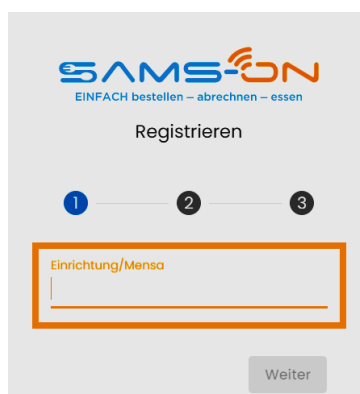 SAMS-ON
EINFACH bestellen – abrechnen – essen
Registrieren
1 2 3
Einrichtung/Mensa
Weiter